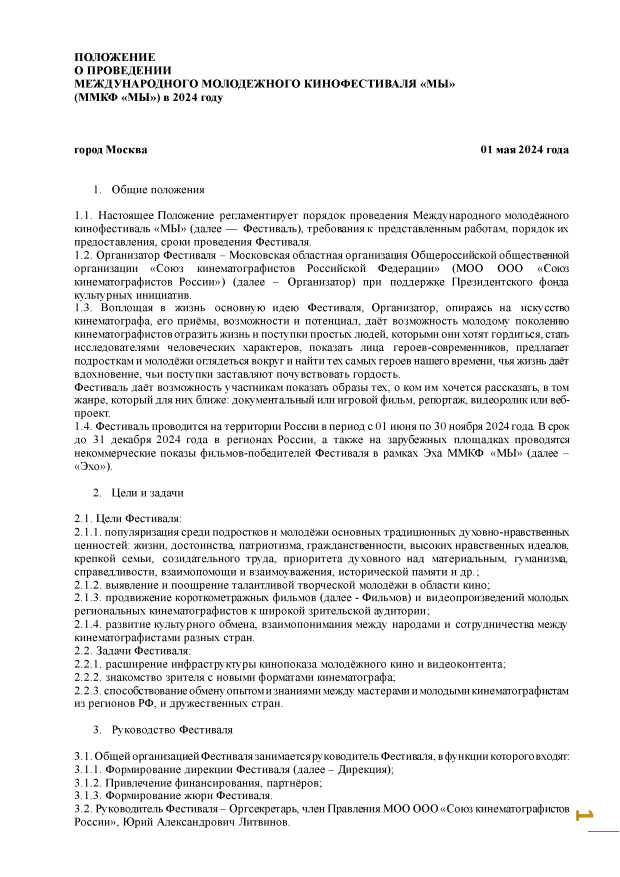 ПОЛОЖЕНИЕ
О ПРОВЕДЕНИИ
МЕЖДУНАРОДНОГО МОЛОДЕЖНОГО КИНОФЕСТИВАЛЯ «МЫ»
(ММКФ «МЫ») в 2024 году
город Москва 01 мая 2024 года
1. Общие положения
1.1. Настоящее Положение регламентирует порядок проведения Международного молодёжного
кинофестиваль «МЫ» (далее — Фестиваль), требования к представленным работам, порядок их
предоставления, сроки проведения Фестиваля.
1.2. Организатор Фестиваля – Московская областная организация Общероссийской общественной
организации «Союз кинематографистов Российской Федерации» (МОО ООО «Союз
кинематографистов России») (далее – Организатор) при поддержке Президентского фонда
культурных инициатив.
1.3. Воплощая в жизнь основную идею Фестиваля, Организатор, опираясь на искусство
кинематографа, его приёмы, возможности и потенциал, даёт возможность молодому поколению
кинематографистов отразить жизнь и поступки простых людей, которыми они хотят гордиться, стать
исследователями человеческих характеров, показать лица героев-современников, предлагает
подросткам и молодёжи оглядеться вокруг и найти тех самых героев нашего времени, чья жизнь даёт
вдохновение, чьи поступки заставляют почувствовать гордость.
Фестиваль даёт возможность участникам показать образы тех, о ком им хочется рассказать, в том
жанре, который для них ближе: документальный или игровой фильм, репортаж, видеоролик или веб-
проект.
1.4. Фестиваль проводится на территории России в период с 01 июня по 30 ноября 2024 года. В срок
до 31 декабря 2024 года в регионах России, а также на зарубежных площадках проводятся
некоммерческие показы фильмов-победителей Фестиваля в рамках Эха ММКФ «МЫ» (далее –
«Эхо»).
2. Цели и задачи
2.1. Цели Фестиваля:
2.1.1. популяризация среди подростков и молодёжи основных традиционных духовно-нравственных
ценностей: жизни, достоинства, патриотизма, гражданственности, высоких нравственных идеалов,
крепкой семьи, созидательного труда, приоритета духовного над материальным, гуманизма,
справедливости, взаимопомощи и взаимоуважения, исторической памяти и др.;
2.1.2. выявление и поощрение талантливой творческой молодёжи в области кино;
2.1.3. продвижение короткометражных фильмов (далее - Фильмов) и видеопроизведений молодых
региональных кинематографистов к широкой зрительской аудитории;
2.1.4. развитие культурного обмена, взаимопонимания между народами и сотрудничества между
кинематографистами разных стран.
2.2. Задачи Фестиваля:
2.2.1. расширение инфраструктуры кинопоказа молодёжного кино и видеоконтента;
2.2.2. знакомство зрителя с новыми форматами кинематографа;
2.2.3. способствование обмену опытом и знаниями между мастерами и молодыми кинематографистам
из регионов РФ, и дружественных стран.
3. Руководство Фестиваля
3.1. Общей организацией Фестиваля занимается руководитель Фестиваля, в функции которого входят:
3.1.1. Формирование дирекции Фестиваля (далее – Дирекция);
3.1.2. Привлечение финансирования, партнёров;
3.1.3. Формирование жюри Фестиваля.
3.2. Руководитель Фестиваля – Оргсекретарь, член Правления МОО ООО «Союз кинематографистов
России», Юрий Александрович Литвинов.
1